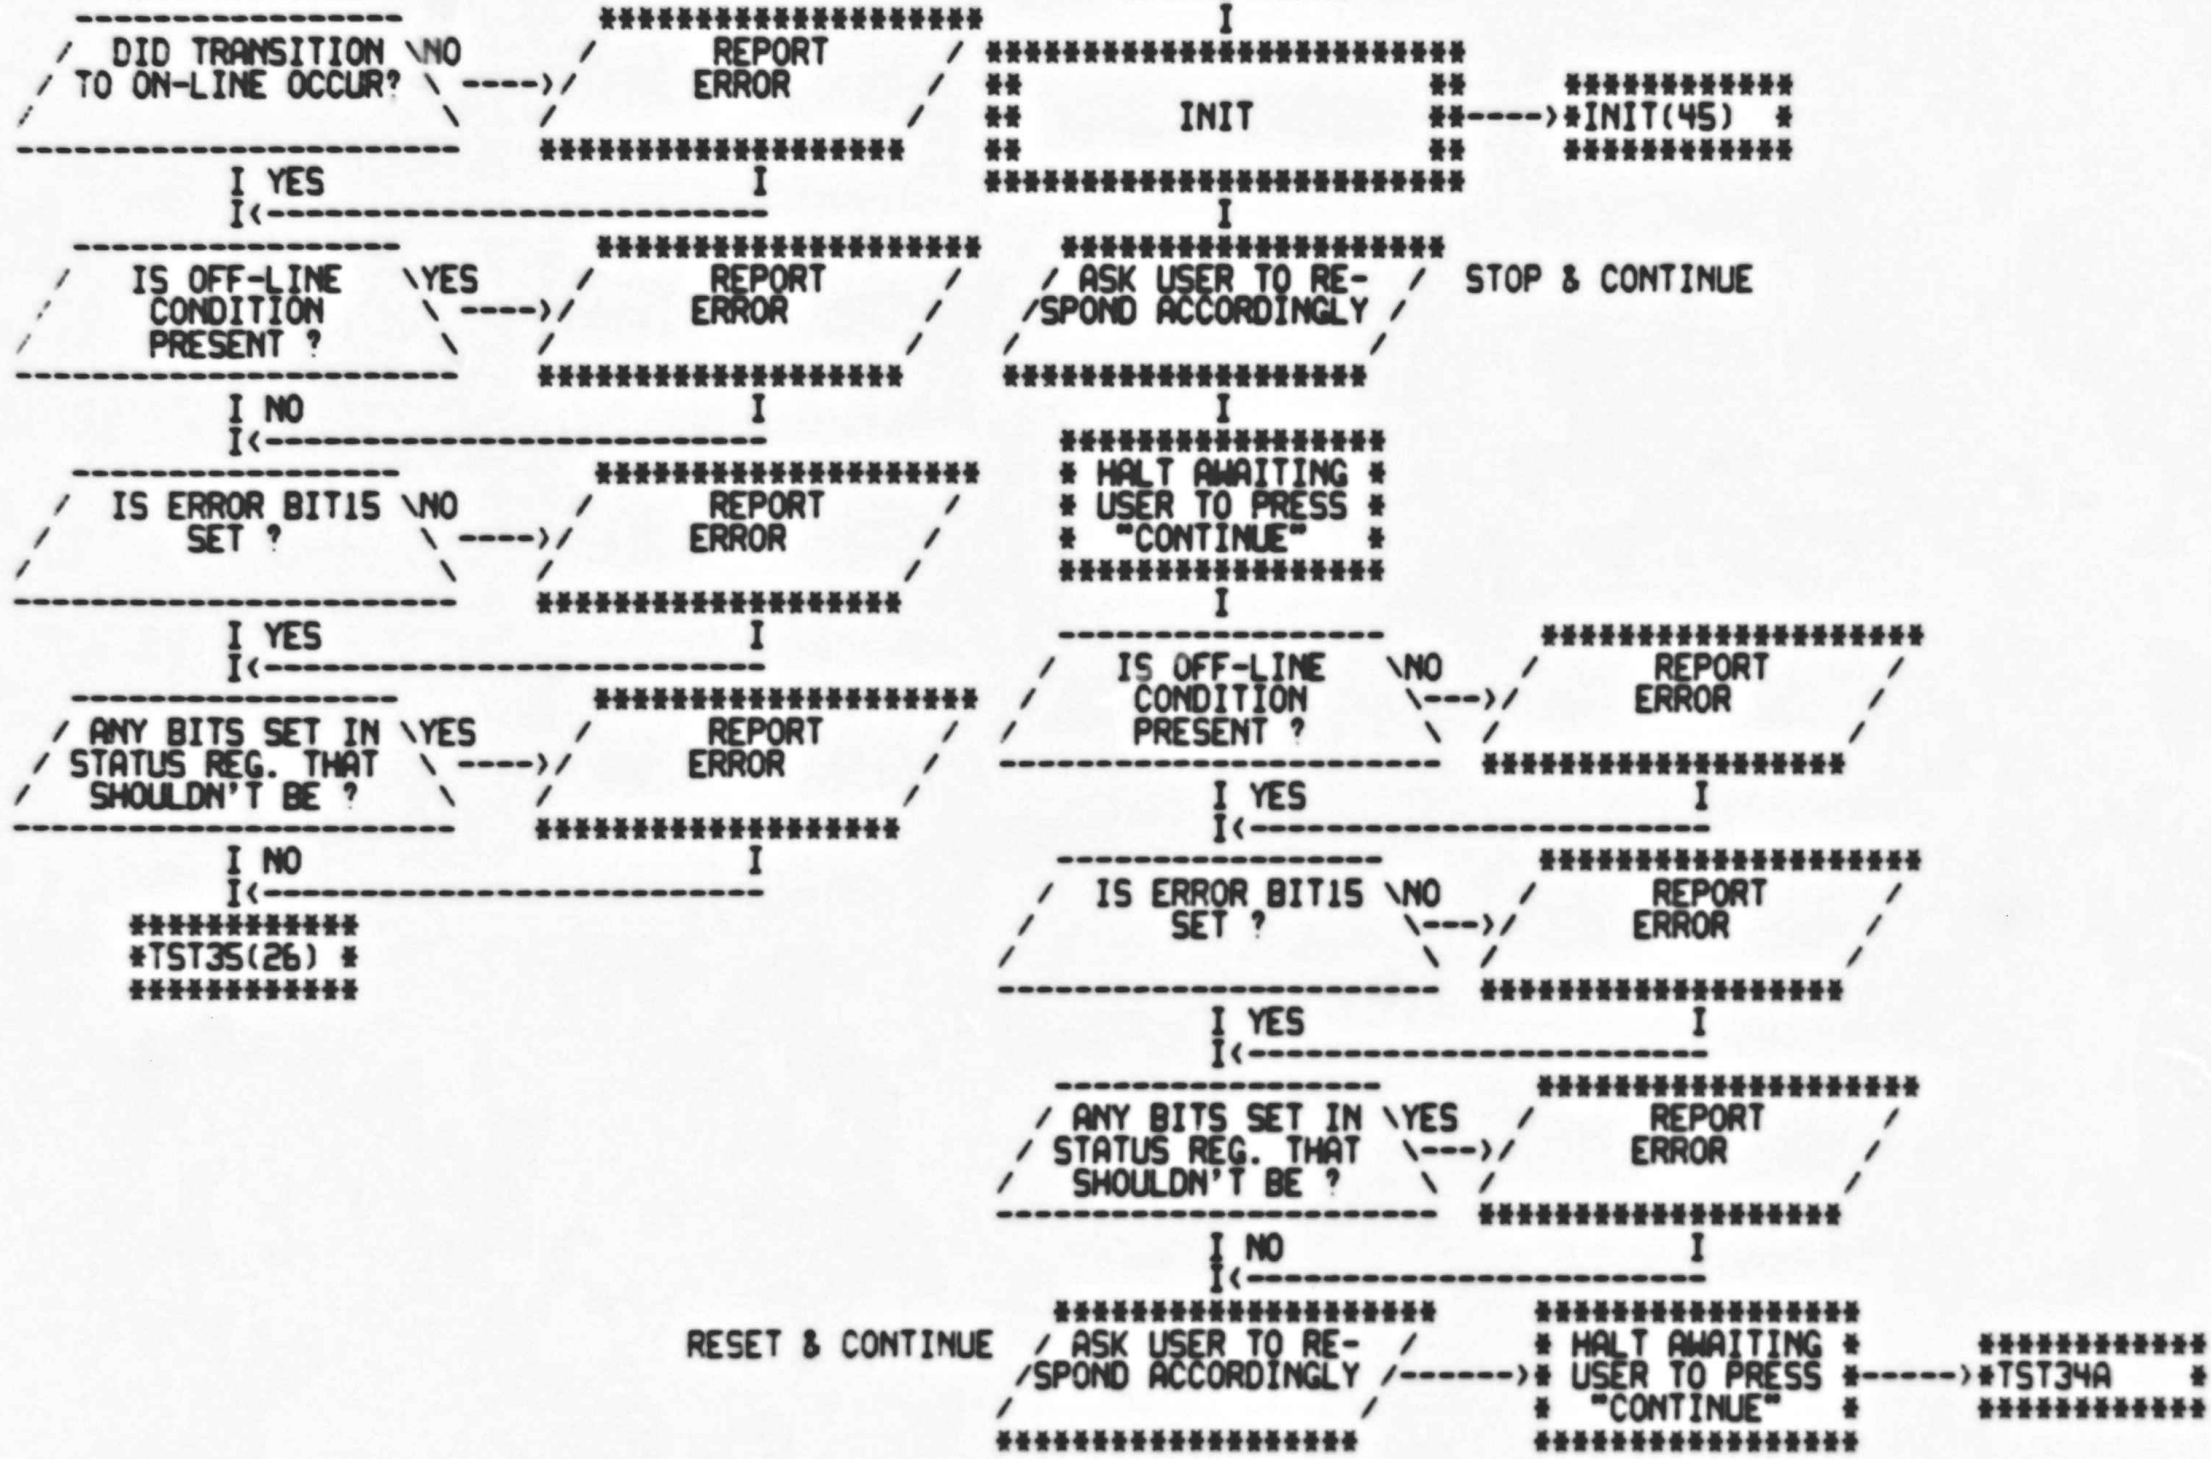 DID TRANSITION NO
TO ON-LINE OCCUR?
REPORT
ERROR
YES
IS OFF-LINE YES
CONDITION
PRESENT ?
REPORT
ERROR
NO
IS ERROR BIT15 NO
SET ?
REPORT
ERROR
YES
ANY BITS SET IN YES
STATUS REG. THAT
SHOULDN'T BE ?
REPORT
ERROR
NO
*TST35(26) *
INIT
*INIT(45) *
ASK USER TO RE-
SPOND ACCORDINGLY
STOP & CONTINUE
* HALT AWAITING *
* USER TO PRESS *
* "CONTINUE" *
IS OFF-LINE NO
CONDITION
PRESENT ?
REPORT
ERROR
YES
IS ERROR BIT15 NO
SET ?
REPORT
ERROR
YES
ANY BITS SET IN YES
STATUS REG. THAT
SHOULDN'T BE ?
REPORT
ERROR
NO
RESET & CONTINUE
ASK USER TO RE-
SPOND ACCORDINGLY
* HALT AWAITING *
* USER TO PRESS *
* "CONTINUE" *
*TST34A *